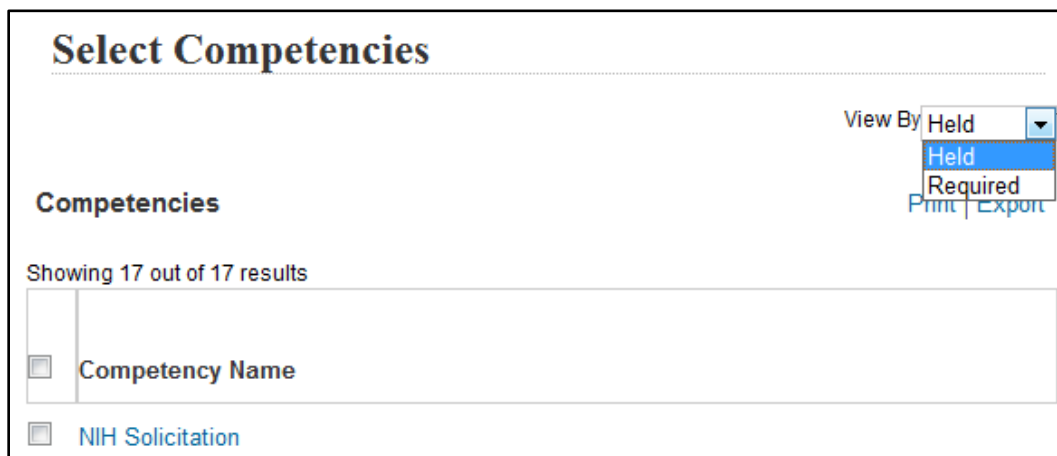 Select Competencies
View By Held
Held
Required
Competencies
Print | Export
Showing 17 out of 17 results
Competency Name
NIH Solicitation